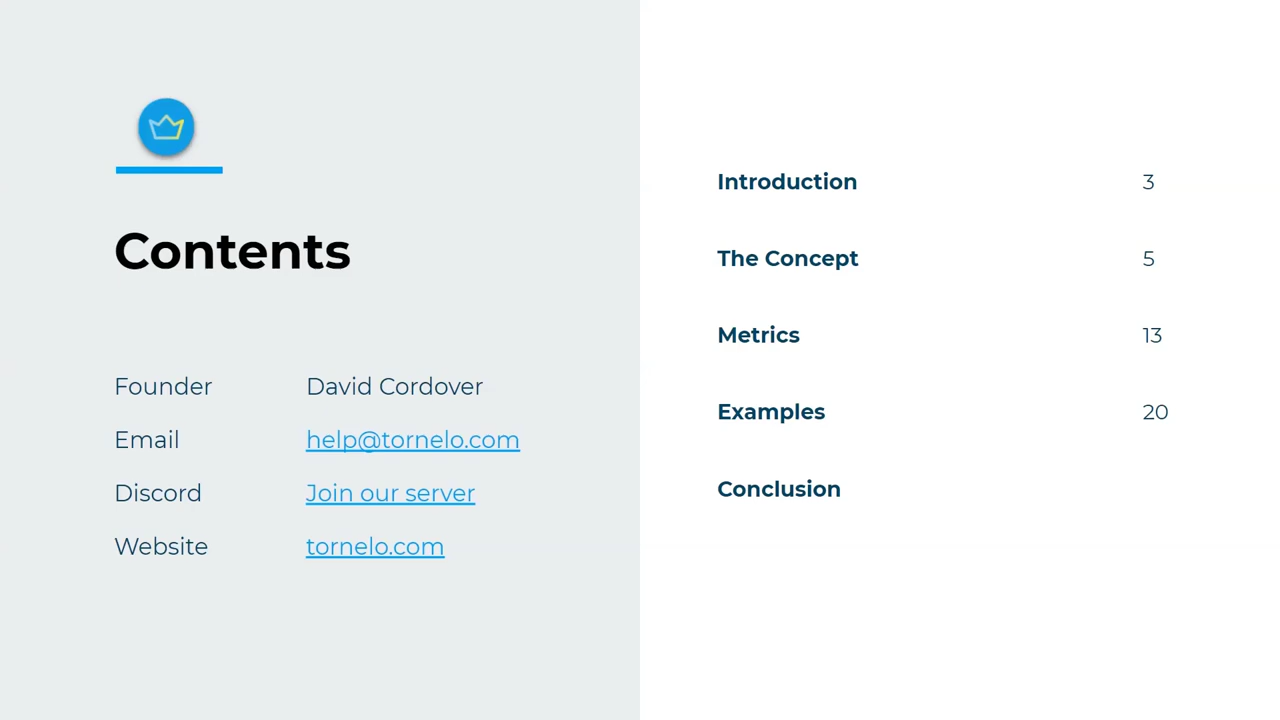 Contents
Founder David Cordover
Email help@tornelo.com
Discord Join our server
Website tornelo.com
Introduction 3
The Concept 5
Metrics 13
Examples 20
Conclusion